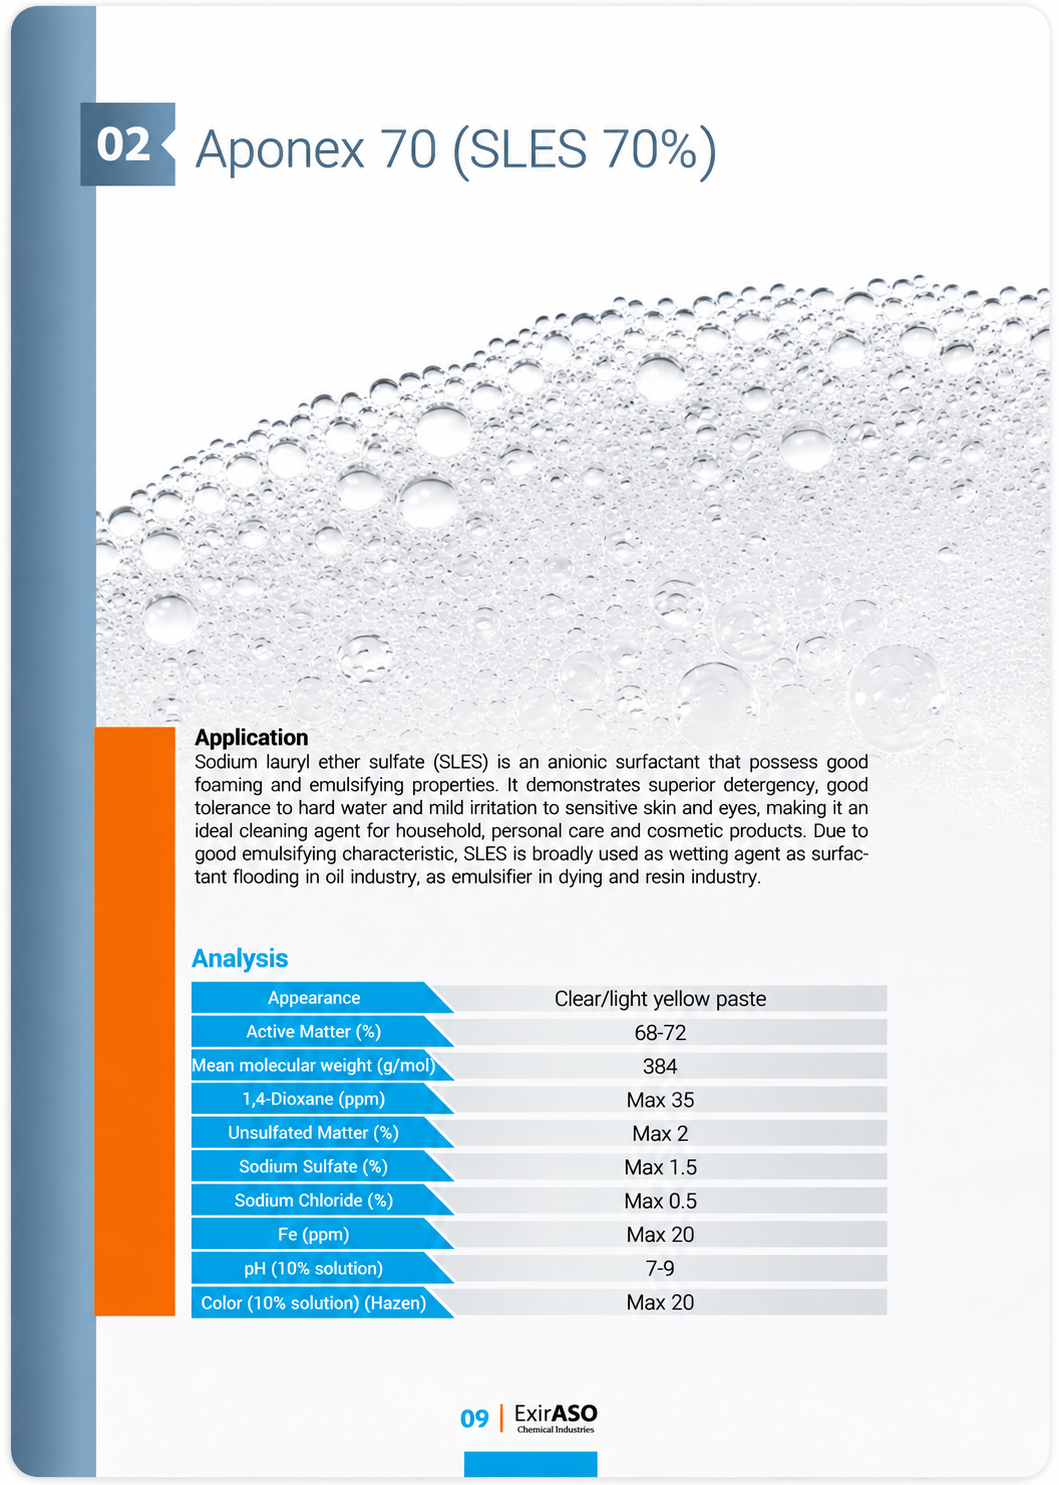 02
Aponex 70 (SLES 70%)
Application
Sodium lauryl ether sulfate (SLES) is an anionic surfactant that possess good
foaming and emulsifying properties. It demonstrates superior detergency, good
tolerance to hard water and mild irritation to sensitive skin and eyes, making it an
ideal cleaning agent for household, personal care and cosmetic products. Due to
good emulsifying characteristic, SLES is broadly used as wetting agent as surfac-
tant flooding in oil industry, as emulsifier in dying and resin industry.
Analysis
Appearance Clear/light yellow paste
Active Matter (%) 68-72
Mean molecular weight (g/mol) 384
1,4-Dioxane (ppm) Max 35
Unsulfated Matter (%) Max 2
Sodium Sulfate (%) Max 1.5
Sodium Chloride (%) Max 0.5
Fe (ppm) Max 20
pH (10% solution) 7-9
Color (10% solution) (Hazen) Max 20
09 ExirASO
Chemical Industries